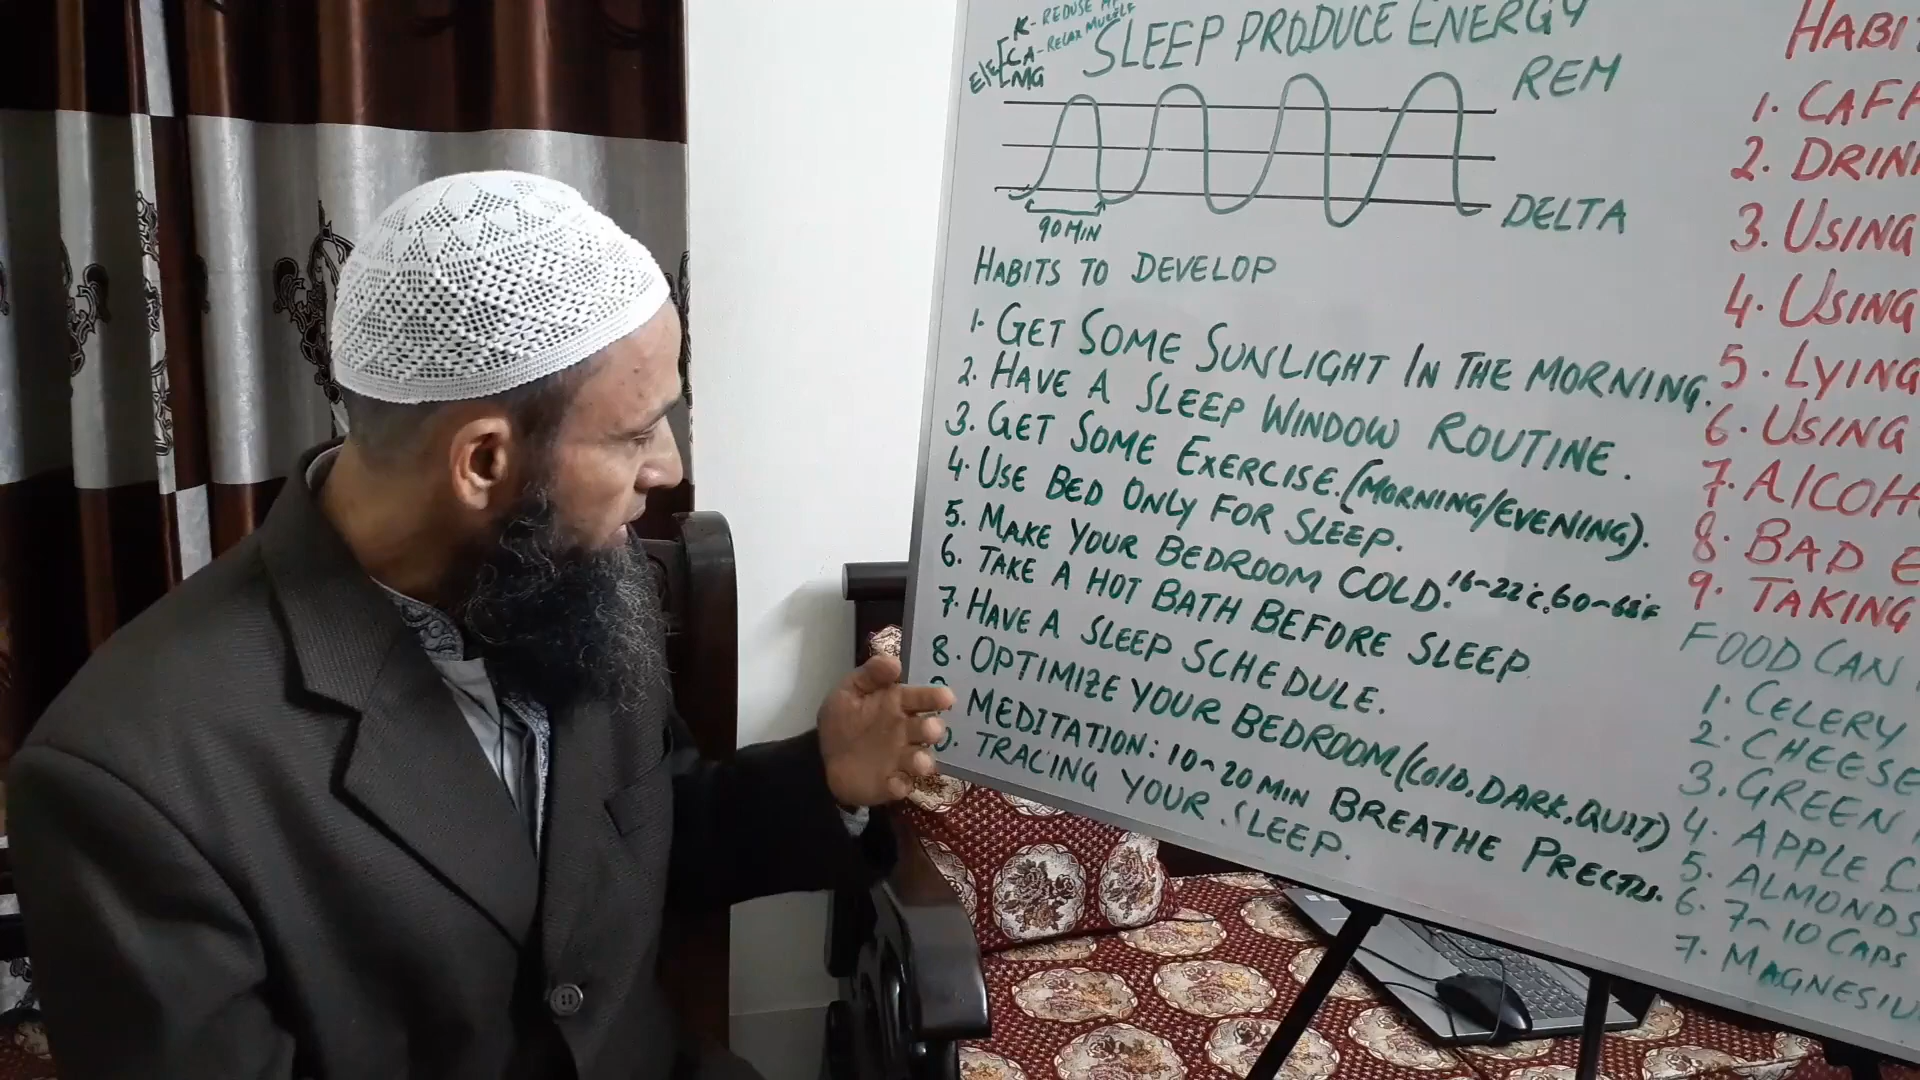 K - REDUSE
CA - RELAX MUSCLE
MG
ELE
SLEEP PRODUCE ENERGY
REM
DELTA
90 MIN
HABITS TO DEVELOP
1. GET SOME SUNLIGHT IN THE MORNING.
2. HAVE A SLEEP WINDOW ROUTINE.
3. GET SOME EXERCISE. (MORNING/EVENING).
4. USE BED ONLY FOR SLEEP.
5. MAKE YOUR BEDROOM COLD. 16~22°C, 60~68°F
6. TAKE A HOT BATH BEFORE SLEEP.
7. HAVE A SLEEP SCHEDULE.
8. OPTIMIZE YOUR BEDROOM (COLD, DARK, QUIT)
MEDITATION: 10~20 MIN BREATHE
TRACING YOUR SLEEP.
HABI
1. CAFF
2. DRIN
3. USING
4. USING
5. LYING
6. USING
7. AlCOH
8. BAD E
9. TAKING
FOOD CAN
1. CELERY
2. CHEESE
3. GREEN
4. APPLE C
5. ALMONDS
6. 7~10 CAPS
7. MAGNESIU